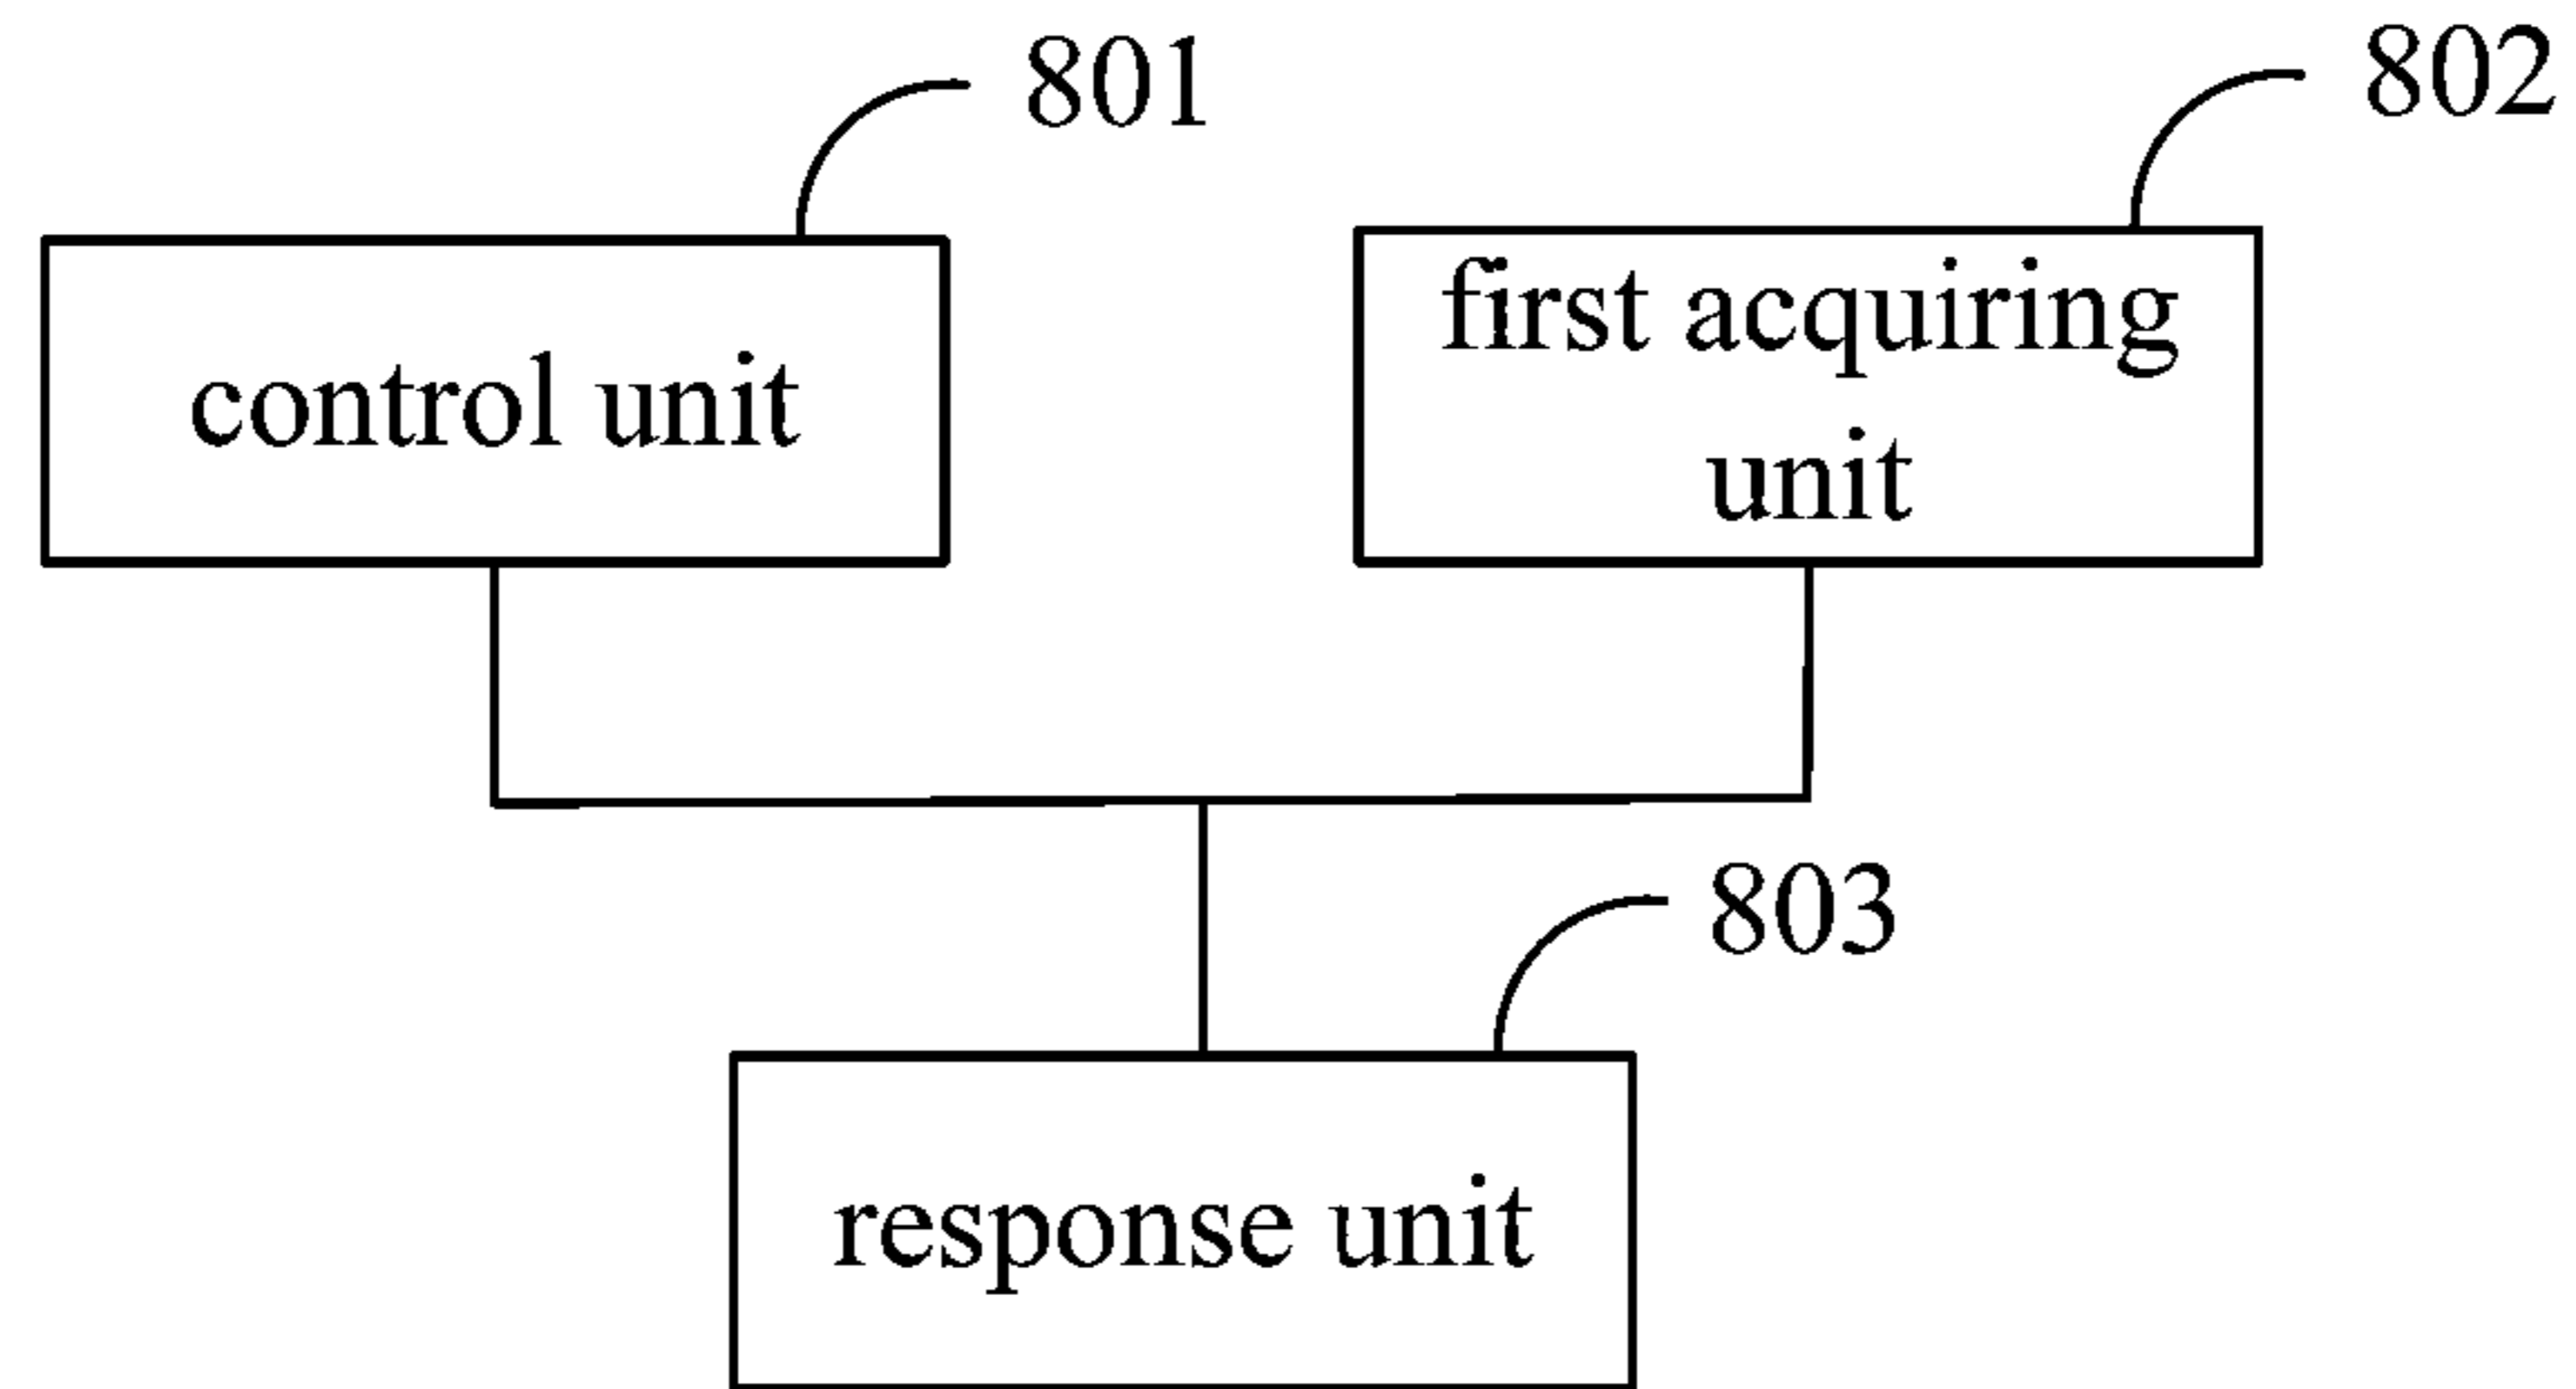 801
802
control unit
first acquiring
unit
803
response unit